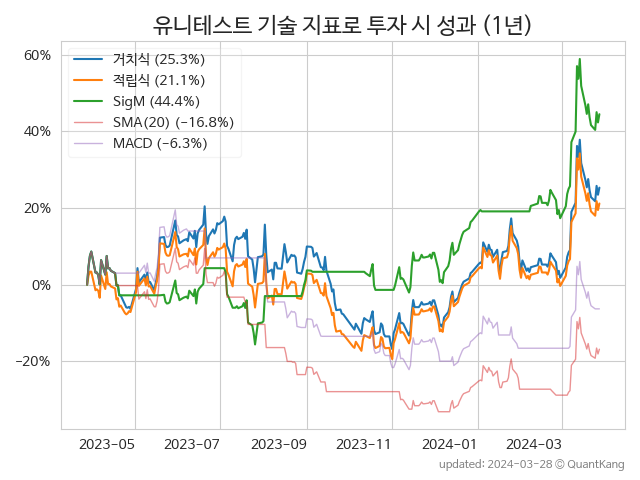 유니테스트 기술 지표로 투자 시 성과 (1년)
거치식 (25.3%)
적립식 (21.1%)
SigM (44.4%)
SMA(20) (−16.8%)
MACD (−6.3%)
60%
40%
20%
0%
−20%
2023-05 2023-07 2023-09 2023-11 2024-01 2024-03
updated: 2024-03-28 © QuantKang